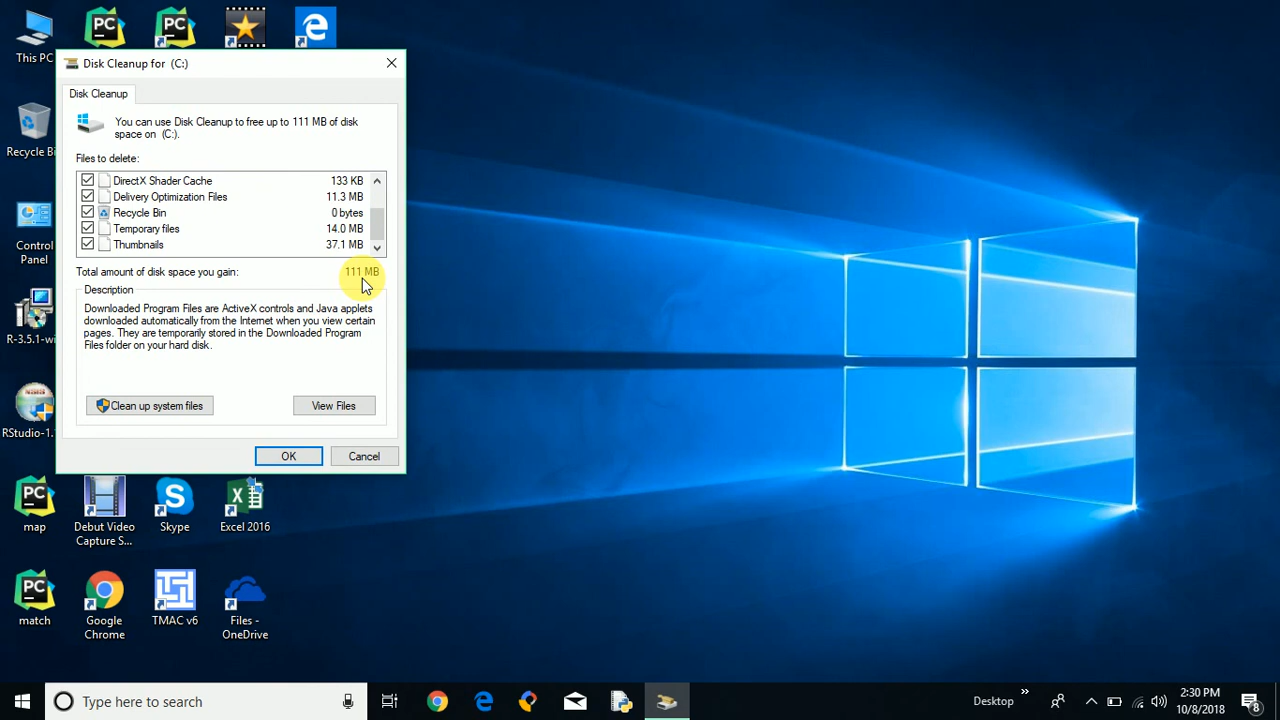 This PC
PC
PC
Disk Cleanup for (C:)
Disk Cleanup
You can use Disk Cleanup to free up to 111 MB of disk
space on (C:).
Files to delete:
DirectX Shader Cache 133 KB
Delivery Optimization Files 11.3 MB
Recycle Bin 0 bytes
Temporary files 14.0 MB
Thumbnails 37.1 MB
Total amount of disk space you gain: 111 MB
Description
Downloaded Program Files are ActiveX controls and Java applets
downloaded automatically from the Internet when you view certain
pages. They are temporarily stored in the Downloaded Program
Files folder on your hard disk.
Clean up system files
View Files
OK
Cancel
Recycle Bi
Control
Panel
R-3.5.1-wi
RStudio-1.
PC
map
Debut Video
Capture S...
Skype
Excel 2016
PC
match
Google
Chrome
TMAC v6
Files -
OneDrive
Type here to search
Desktop
»
2:30 PM
10/8/2018
8